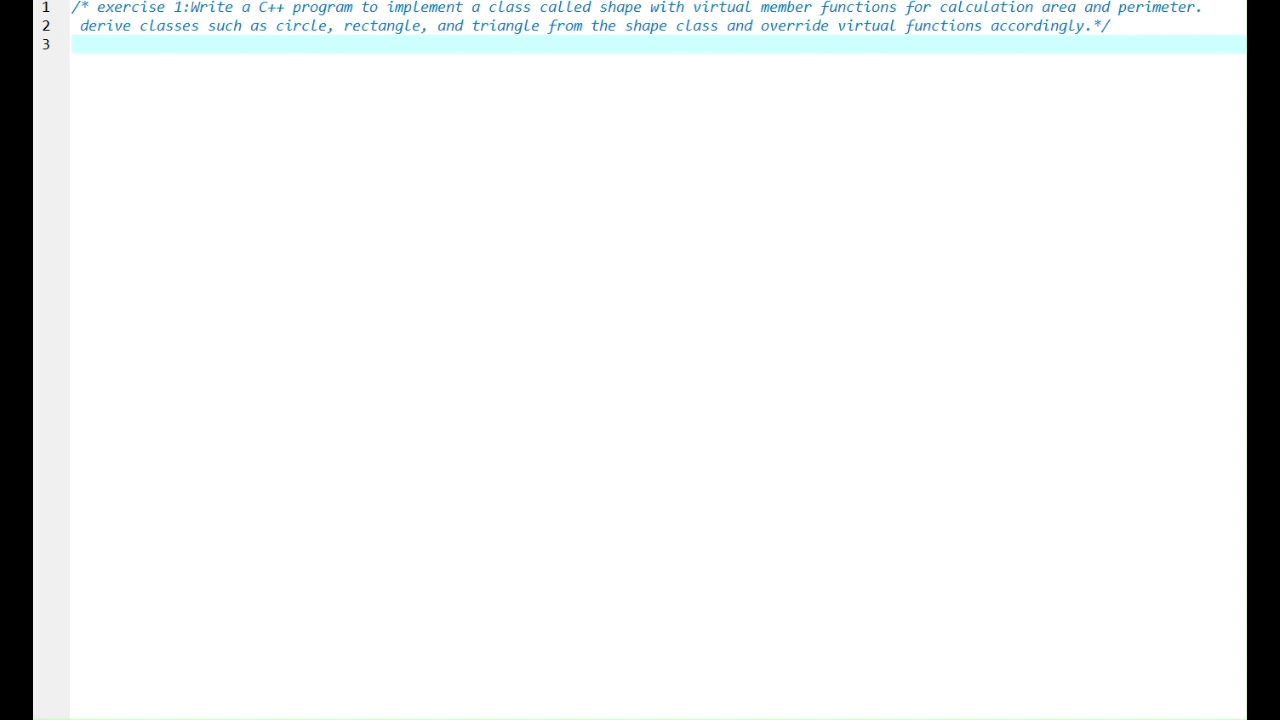 1 /* exercise 1:Write a C++ program to implement a class called shape with virtual member functions for calculation area and perimeter.
2 derive classes such as circle, rectangle, and triangle from the shape class and override virtual functions accordingly.*/
3